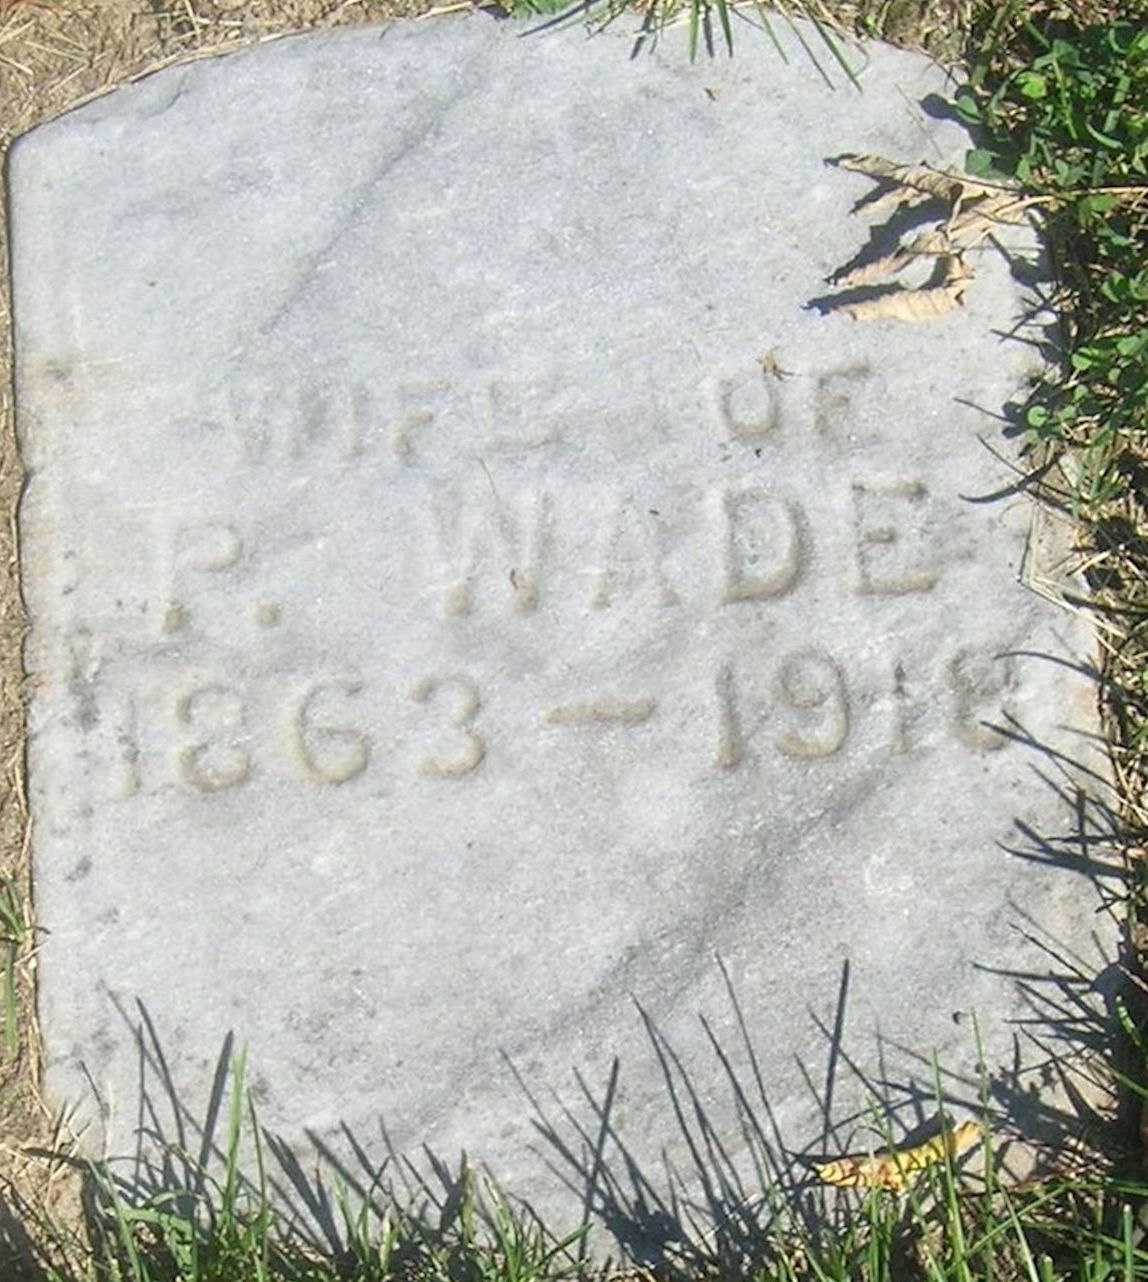 WIFE OF
P. WADE
1863 — 1918